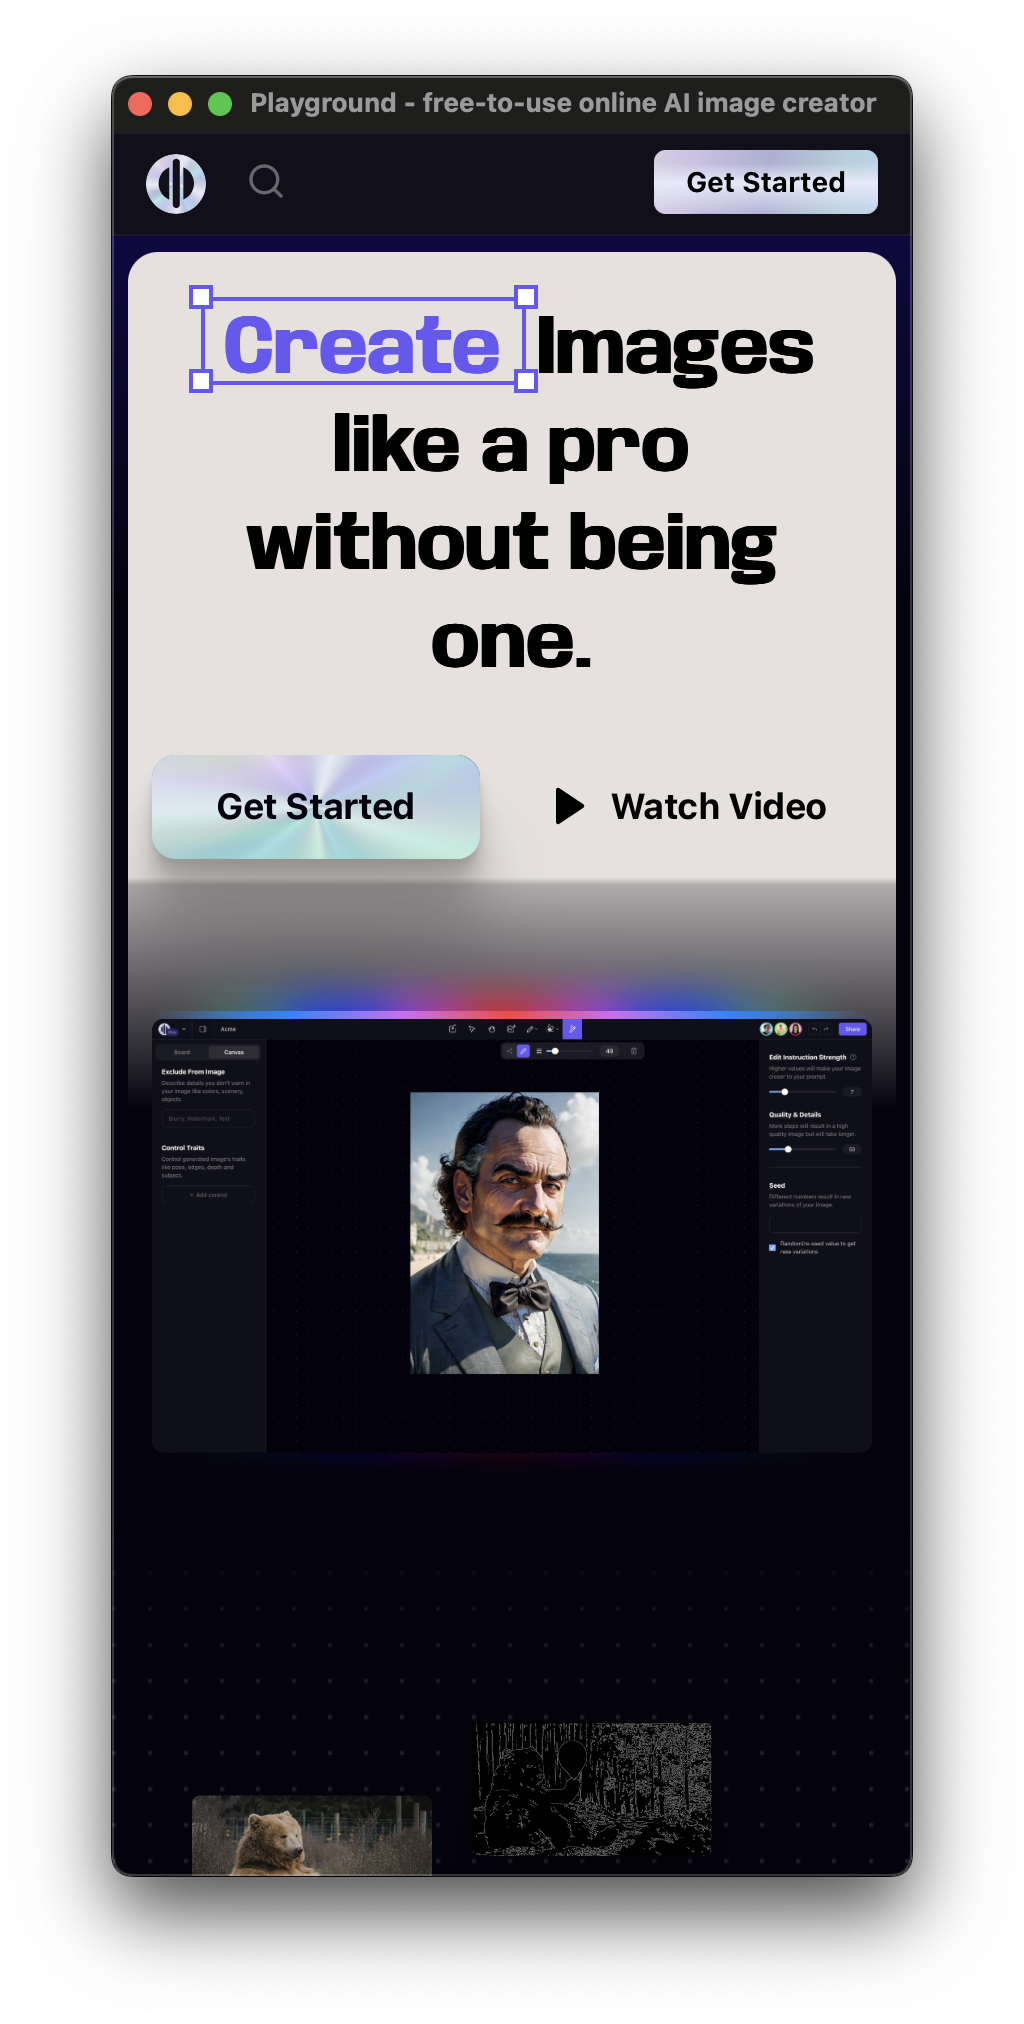 Playground - free-to-use online AI image creator
Get Started
Create Images
like a pro
without being
one.
Get Started
Watch Video
Acme
Share
Board Canvas
48
Exclude From Image
Describe details you don't want in
your image like colors, scenery,
objects
Blurry, Watermark, Text
Control Traits
Control generated image's traits
like pose, edges, depth and
subject.
+ Add control
Edit Instruction Strength
Higher values will make your image
closer to your prompt
7
Quality & Details
More steps will result in a high
quality image but will take longer.
50
Seed
Different numbers result in new
variations of your image.
Randomize seed value to get
new variations